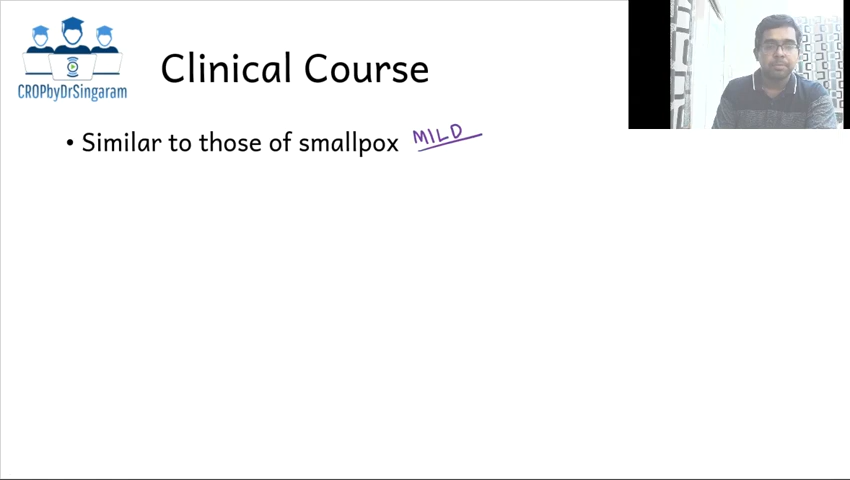 CROPbyDrSingaram
Clinical Course
• Similar to those of smallpox MILD